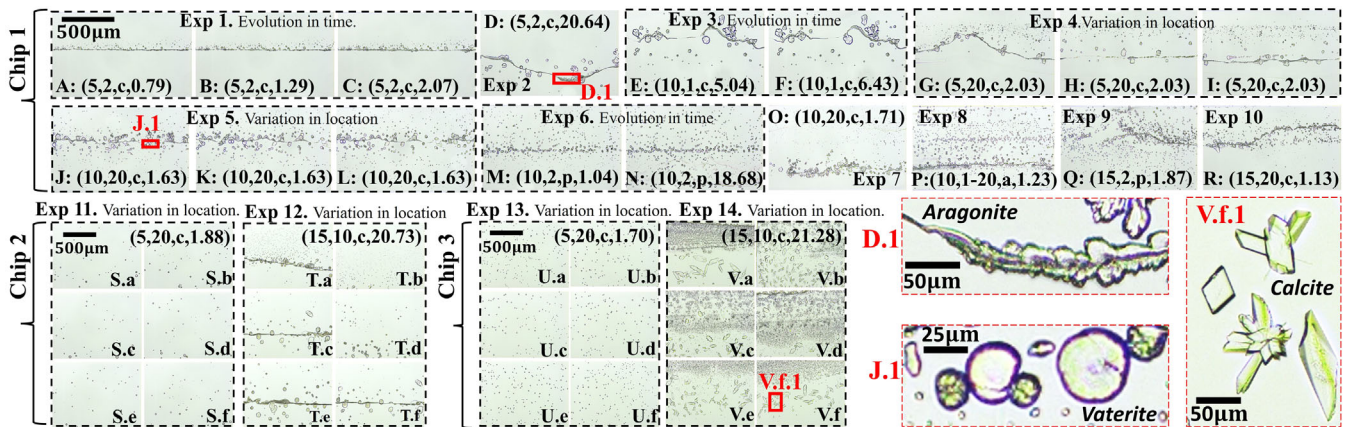 Chip 1
Exp 1. Evolution in time.
500µm
A: (5,2,c,0.79)
B: (5,2,c,1.29)
C: (5,2,c,2.07)
D: (5,2,c,20.64)
Exp 2
D.1
Exp 3. Evolution in time
E: (10,1,c,5.04)
F: (10,1,c,6.43)
Exp 4.Variation in location
G: (5,20,c,2.03)
H: (5,20,c,2.03)
I: (5,20,c,2.03)
Exp 5. Variation in location
J.1
J: (10,20,c,1.63)
K: (10,20,c,1.63)
L: (10,20,c,1.63)
Exp 6. Evolution in time
M: (10,2,p,1.04)
N: (10,2,p,18.68)
O: (10,20,c,1.71)
Exp 7
Exp 8
P:(10,1-20,a,1.23)
Exp 9
Q: (15,2,p,1.87)
Exp 10
R: (15,20,c,1.13)
Chip 2
Exp 11. Variation in location.
500µm
(5,20,c,1.88)
S.a
S.b
S.c
S.d
S.e
S.f
Exp 12. Variation in location
(15,10,c,20.73)
T.a
T.b
T.c
T.d
T.e
T.f
Chip 3
Exp 13. Variation in location.
500µm
(5,20,c,1.70)
U.a
U.b
U.c
U.d
U.e
U.f
Exp 14. Variation in location.
(15,10,c,21.28)
V.a
V.b
V.c
V.d
V.f.1
V.e
V.f
D.1
Aragonite
50µm
J.1
25µm
Vaterite
V.f.1
Calcite
50µm